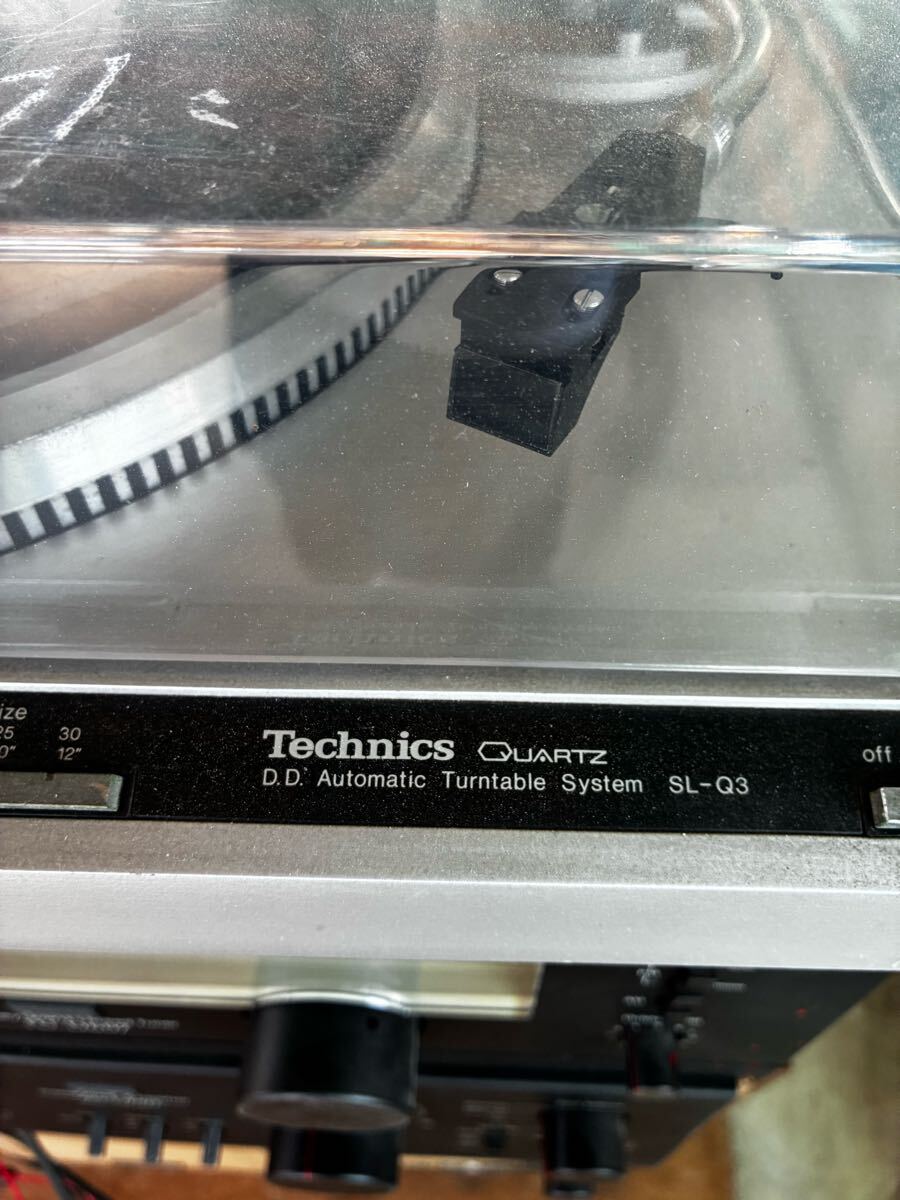 ize
25 30
0" 12"
Technics QUARTZ
D.D. Automatic Turntable System SL-Q3
off